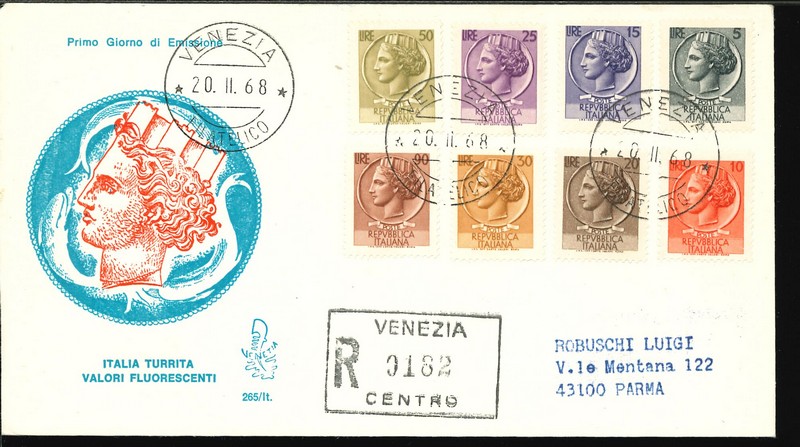 Primo Giorno di Emissione
VENEZIA
20.II.68
FILATELICO
ITALIA TURRITA
VALORI FLUORESCENTI
265/It.
VENETIA
LIRE 50
POSTE
REPVBBLICA
ITALIANA
LIRE 25
POSTE
REPVBBLICA
ITALIANA
LIRE 15
POSTE
REPVBBLICA
ITALIANA
LIRE 5
POSTE
REPVBBLICA
ITALIANA
VENEZIA
20.II.68
VENEZIA
20.II.68
LIRE 90
POSTE
REPVBBLICA
ITALIANA
LIRE 30
POSTE
REPVBBLICA
ITALIANA
LIRE 20
POSTE
REPVBBLICA
ITALIANA
10
POSTE
REPVBBLICA
ITALIANA
VENEZIA
R 0182
CENTRO
ROBUSCHI LUIGI
V.le Mentana 122
43100 PARMA